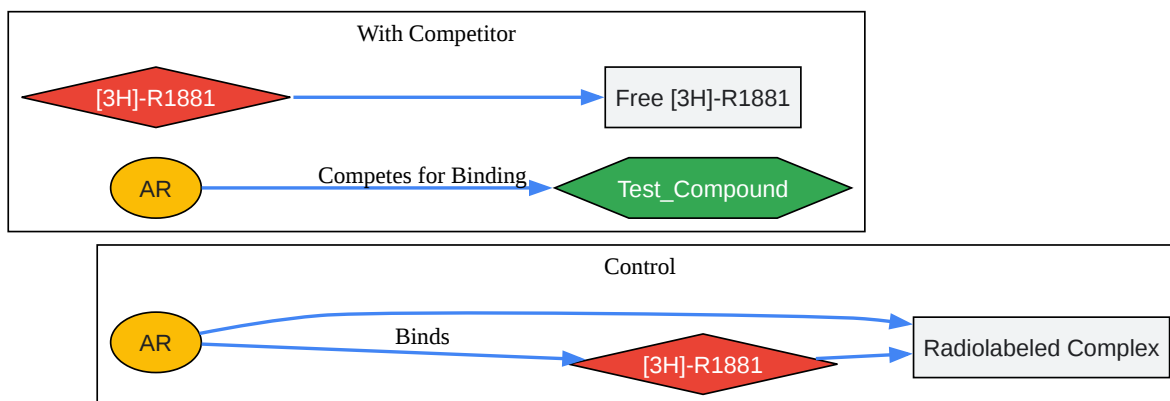 With Competitor
[3H]-R1881
Free [3H]-R1881
AR
Competes for Binding
Test_Compound
Control
AR
Binds
[3H]-R1881
Radiolabeled Complex